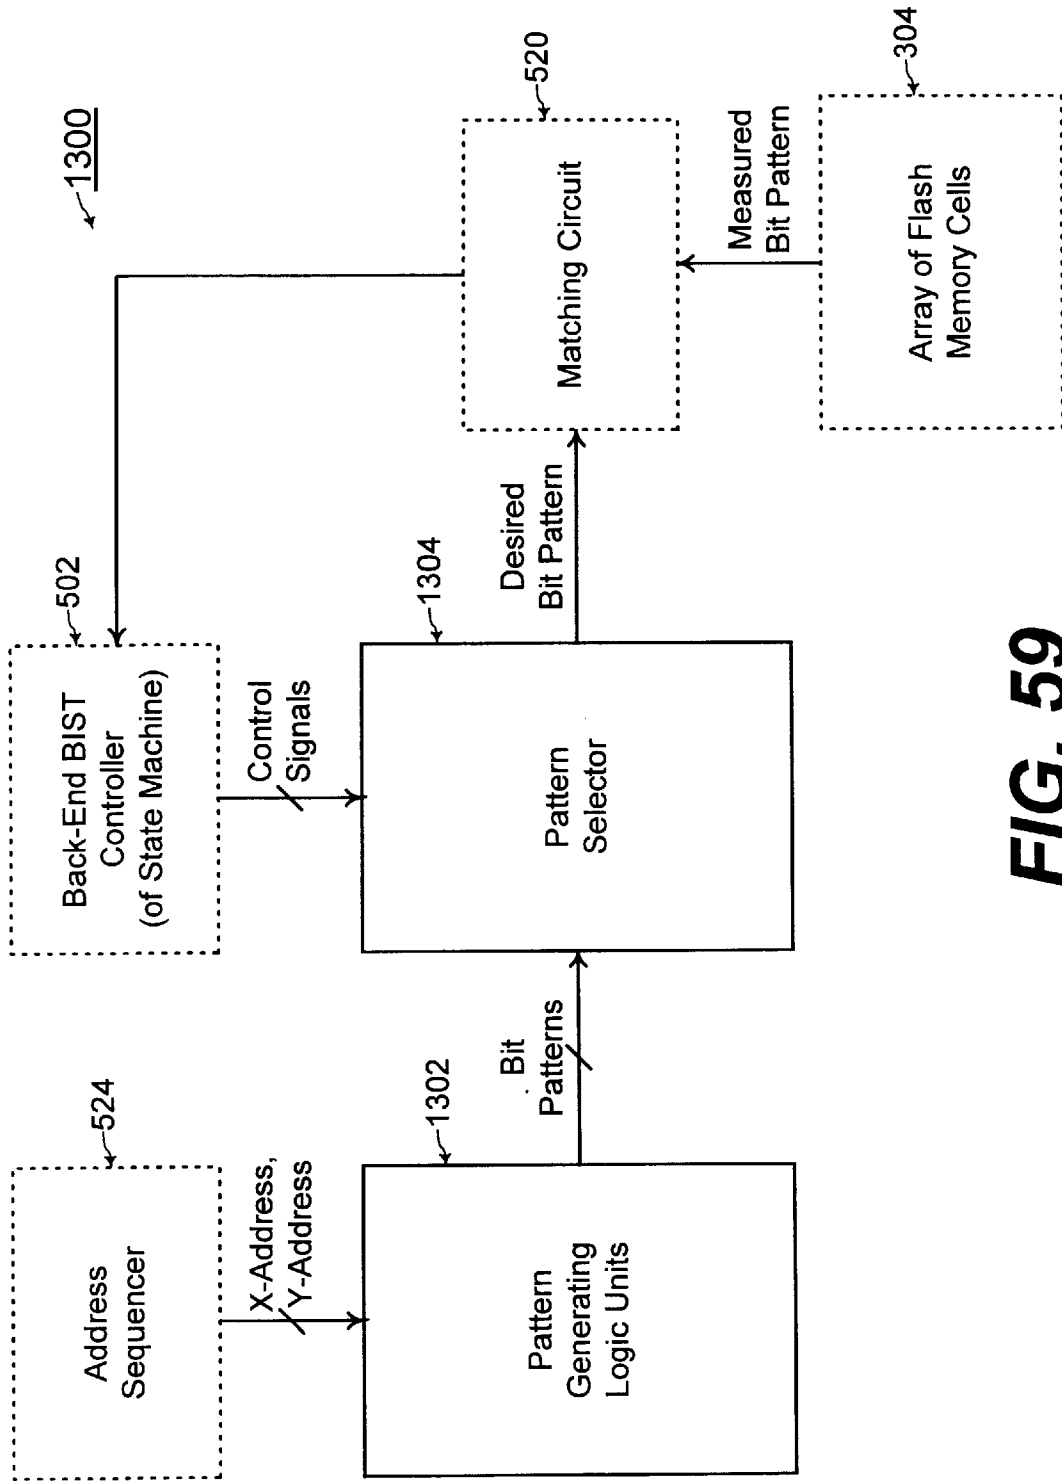 1300
Address
Sequencer
524
Back-End BIST
Controller
(of State Machine)
502
X-Address,
Y-Address
Control
Signals
Pattern
Generating
Logic Units
1302
Bit
Patterns
Pattern
Selector
1304
Desired
Bit Pattern
Matching Circuit
520
Measured
Bit Pattern
Array of Flash
Memory Cells
304
FIG. 59